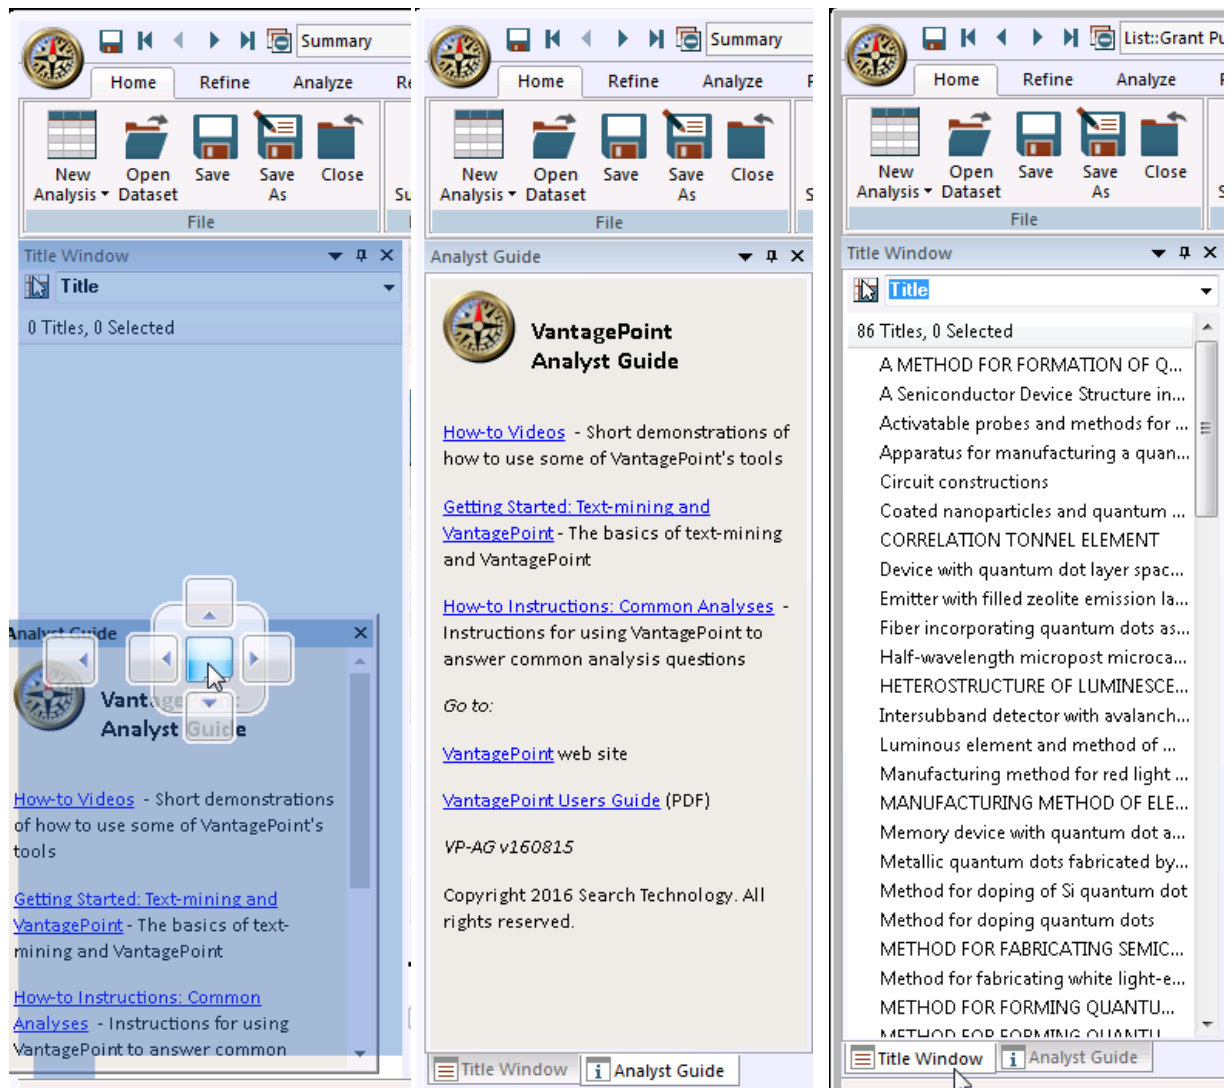 Summary
Home Refine Analyze
New Analysis
Open Dataset
Save
Save As
Close
File
Title Window
Title
0 Titles, 0 Selected
Analyst Guide
Analyst Guide
How-to Videos - Short demonstrations
of how to use some of VantagePoint's
tools
Getting Started: Text-mining and
VantagePoint - The basics of text-
mining and VantagePoint
How-to Instructions: Common
Analyses - Instructions for using
VantagePoint to answer common
Summary
Home Refine Analyze
New Analysis
Open Dataset
Save
Save As
Close
File
Analyst Guide
VantagePoint
Analyst Guide
How-to Videos - Short demonstrations of
how to use some of VantagePoint's tools
Getting Started: Text-mining and
VantagePoint - The basics of text-mining
and VantagePoint
How-to Instructions: Common Analyses -
Instructions for using VantagePoint to
answer common analysis questions
Go to:
VantagePoint web site
VantagePoint Users Guide (PDF)
VP-AG v160815
Copyright 2016 Search Technology. All
rights reserved.
Title Window Analyst Guide
List::Grant Pu
Home Refine Analyze
New Analysis
Open Dataset
Save
Save As
Close
File
Title Window
Title
86 Titles, 0 Selected
A METHOD FOR FORMATION OF Q...
A Seniconductor Device Structure in...
Activatable probes and methods for ...
Apparatus for manufacturing a quan...
Circuit constructions
Coated nanoparticles and quantum ...
CORRELATION TONNEL ELEMENT
Device with quantum dot layer spac...
Emitter with filled zeolite emission la...
Fiber incorporating quantum dots as...
Half-wavelength micropost microca...
HETEROSTRUCTURE OF LUMINESCE...
Intersubband detector with avalanch...
Luminous element and method of ...
Manufacturing method for red light ...
MANUFACTURING METHOD OF ELE...
Memory device with quantum dot a...
Metallic quantum dots fabricated by...
Method for doping of Si quantum dot
Method for doping quantum dots
METHOD FOR FABRICATING SEMIC...
Method for fabricating white light-e...
METHOD FOR FORMING QUANTU...
METHOD FOR FORMING QUANTU
Title Window Analyst Guide